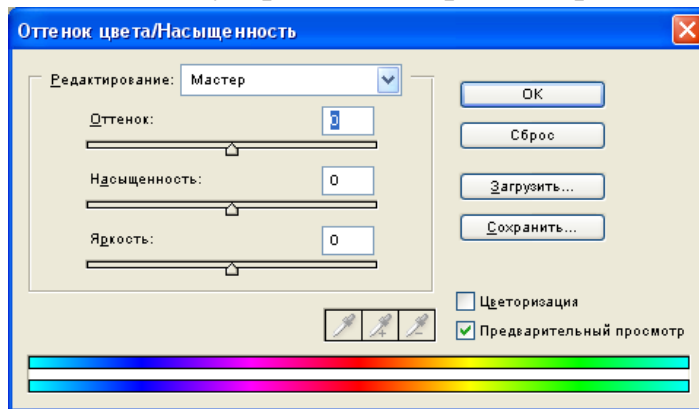 Оттенок цвета/Насыщенность
Редактирование: Мастер
Оттенок: 0
Насыщенность: 0
Яркость: 0
OK
Сброс
Загрузить...
Сохранить...
Цветоризация
Предварительный просмотр